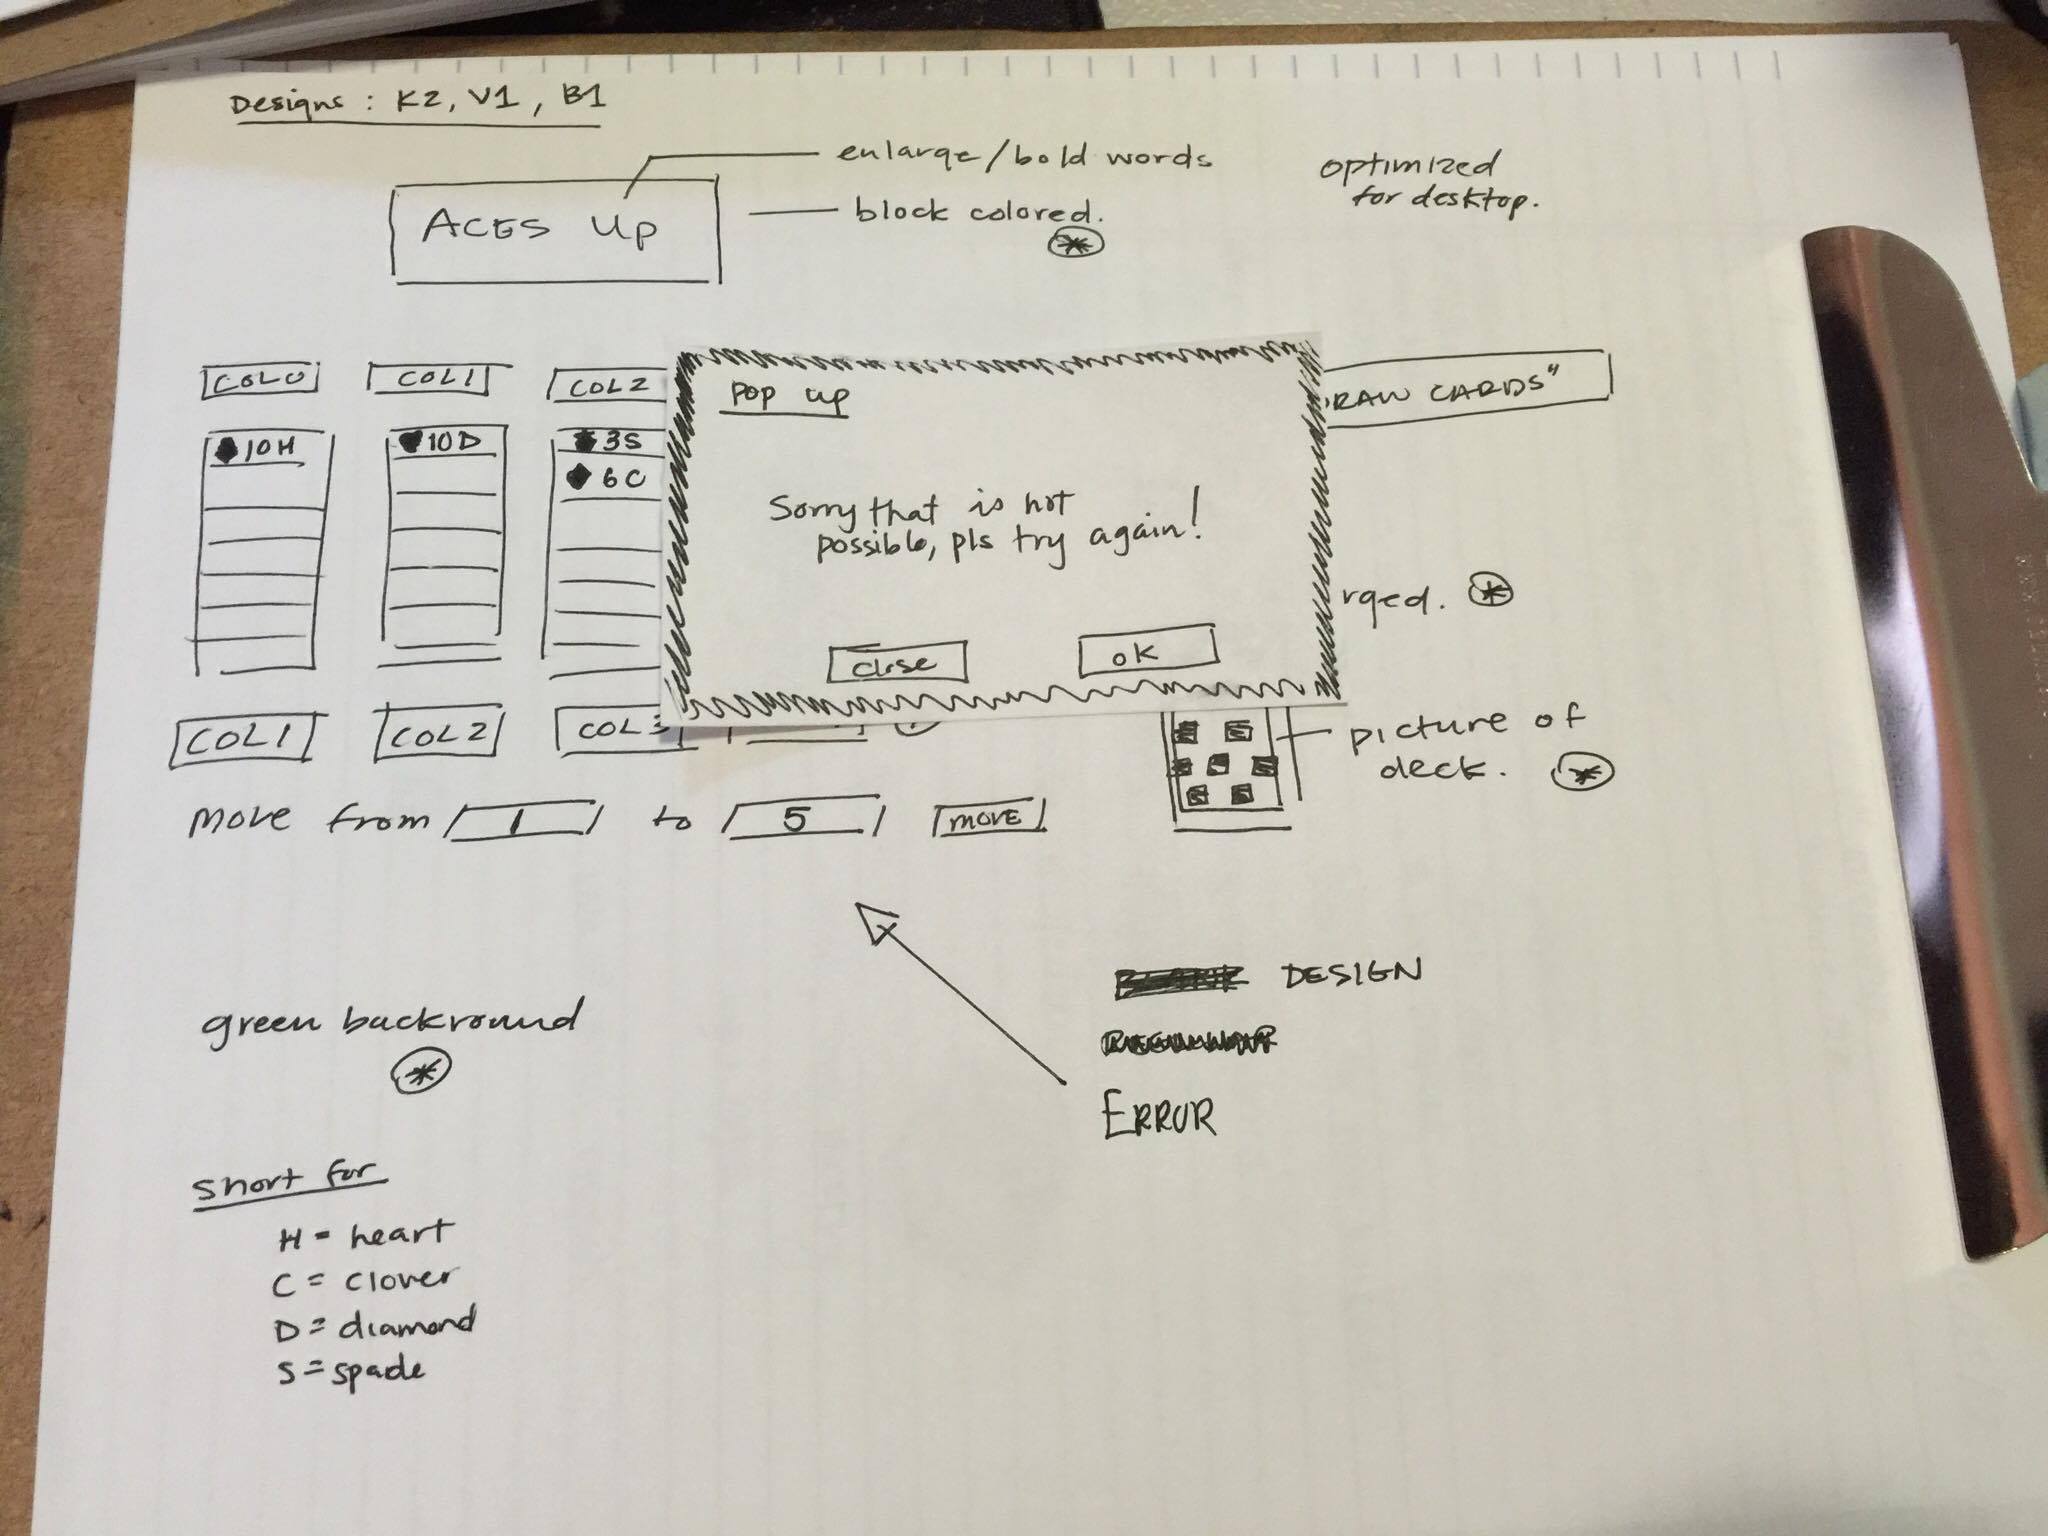 Designs : K2, V1, B1
enlarge/bold words
optimized
for desktop.
ACES Up
block colored.
COL0 COL1 COL2
Pop up
RAW CARDS"
10H 10D 3S
6C
Sorry that is not
possible, pls try again!
rged.
close OK
COL1 COL2 COL3
picture of
deck.
Move from 1 to 5 MOVE
DESIGN
green backround
ERROR
short for
H = heart
C = clover
D = diamond
S = spade